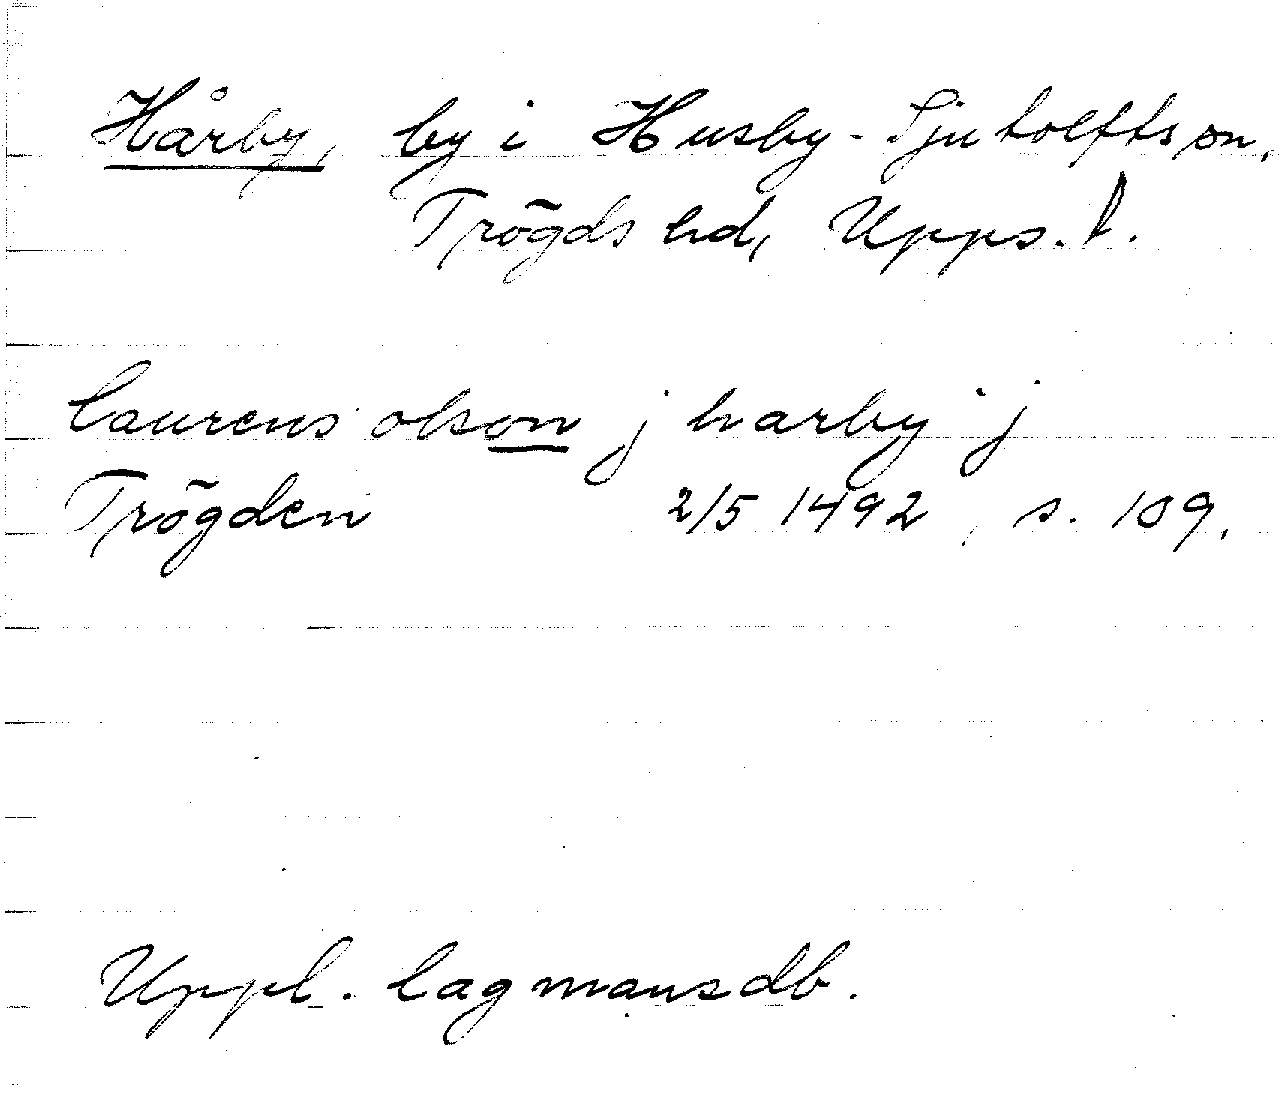 Hårby, by i Husby-Sjutolfts sn,
Trögds hd, Upps. l.
laurens olsson j harby j
Trögden 2/5 1492, s. 109.
Uppl. lagmansdb.